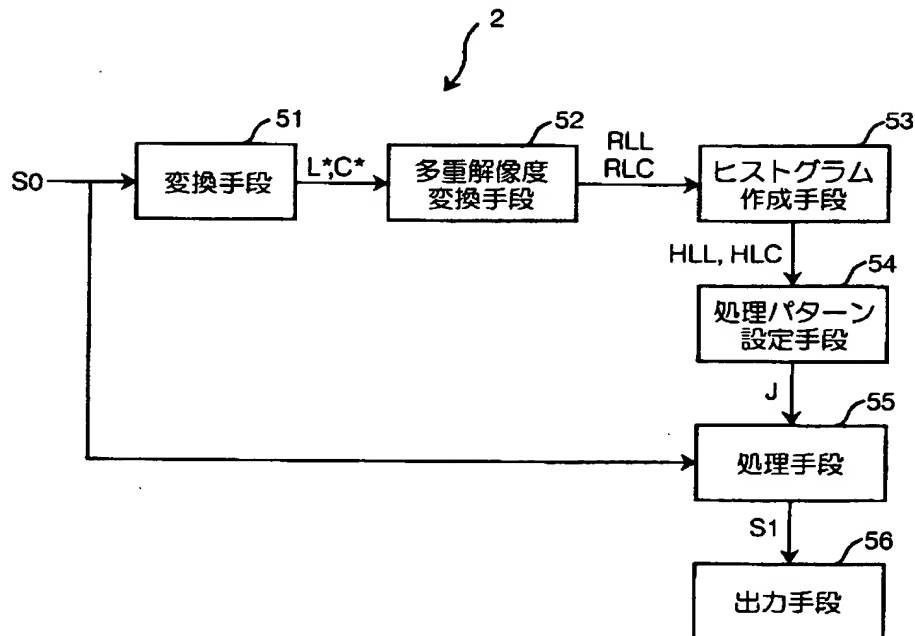 2
51
52
53
S0
変換手段
L*,C*
多重解像度
変換手段
RLL
RLC
ヒストグラム
作成手段
HLL, HLC
54
処理パターン
設定手段
J
55
処理手段
S1
56
出力手段